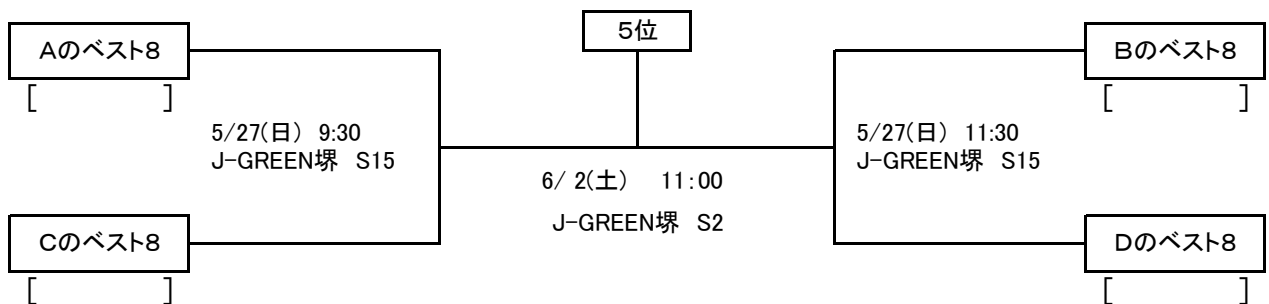 5位
Aのベスト8
Bのベスト8
[ ]
[ ]
5/27(日) 9:30
J-GREEN堺 S15
5/27(日) 11:30
J-GREEN堺 S15
6/ 2(土) 11:00
J-GREEN堺 S2
Cのベスト8
Dのベスト8
[ ]
[ ]